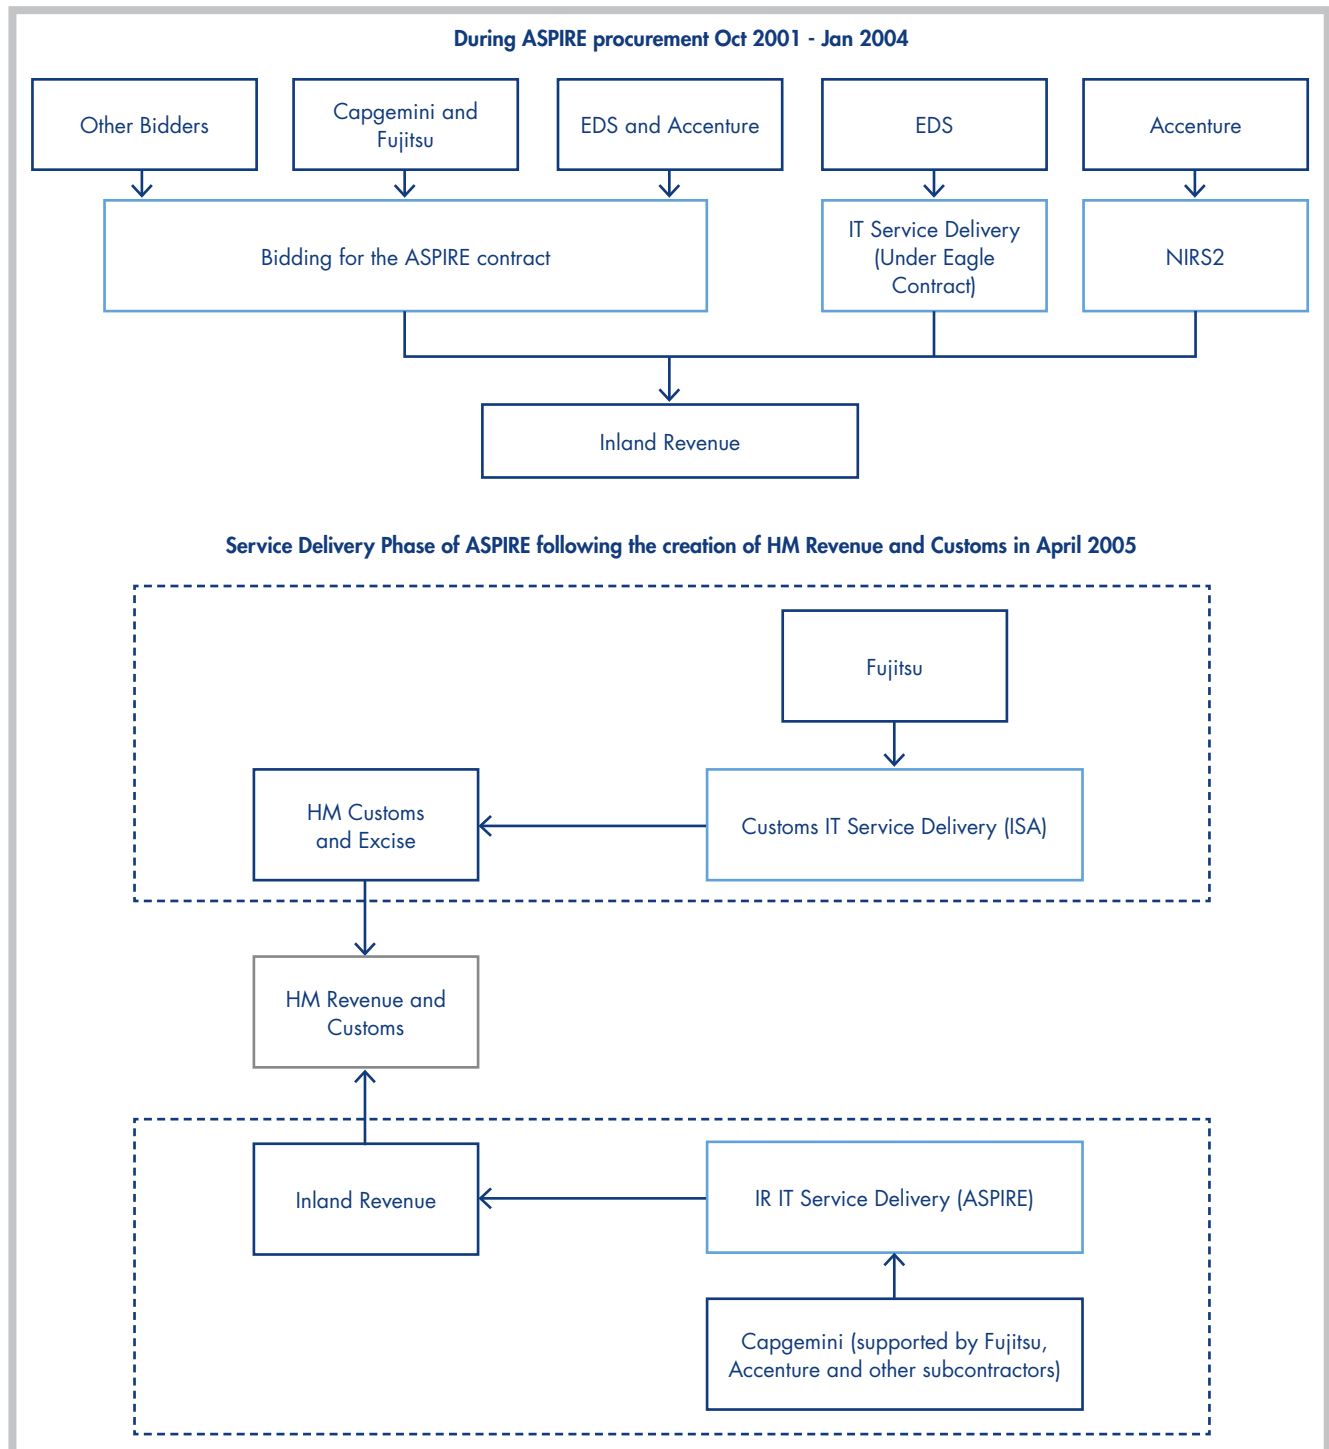 During ASPIRE procurement Oct 2001 - Jan 2004
Other Bidders
Capgemini and
Fujitsu
EDS and Accenture
EDS
Accenture
Bidding for the ASPIRE contract
IT Service Delivery
(Under Eagle
Contract)
NIRS2
Inland Revenue
Service Delivery Phase of ASPIRE following the creation of HM Revenue and Customs in April 2005
Fujitsu
HM Customs
and Excise
Customs IT Service Delivery (ISA)
HM Revenue and
Customs
Inland Revenue
IR IT Service Delivery (ASPIRE)
Capgemini (supported by Fujitsu,
Accenture and other subcontractors)